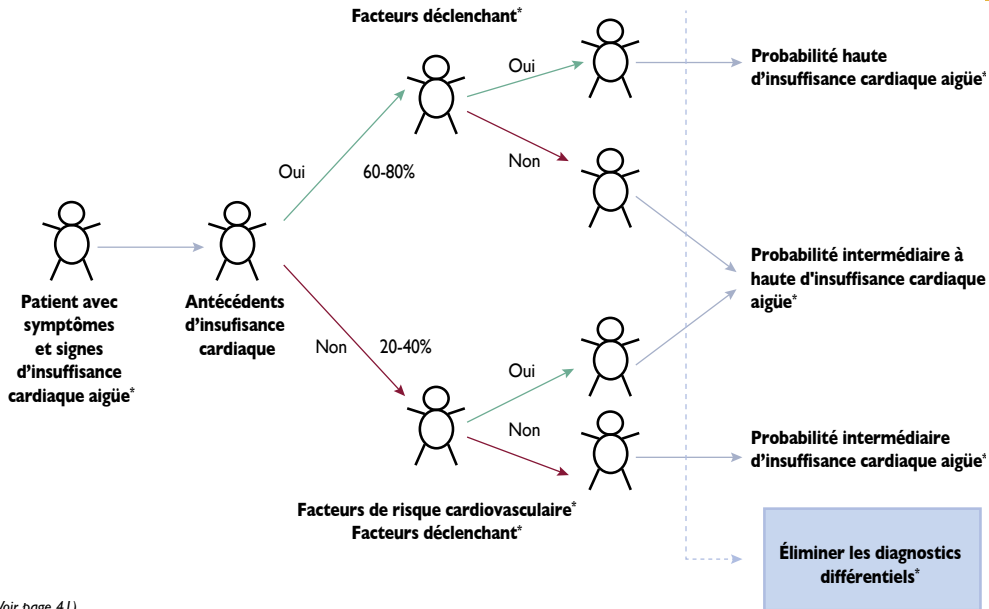 Facteurs déclenchant*
Oui
Probabilité haute
d'insuffisance cardiaque aigüe*
Oui
60-80%
Non
Patient avec
symptômes
et signes
d'insuffisance
cardiaque aigüe*
Antécédents
d'insufisance
cardiaque
Probabilité intermédiaire à
haute d'insuffisance cardiaque
aigüe*
Non
20-40%
Oui
Non
Probabilité intermédiaire
d'insuffisance cardiaque aigüe*
Facteurs de risque cardiovasculaire*
Facteurs déclenchant*
Éliminer les diagnostics
différentiels*
page 41)